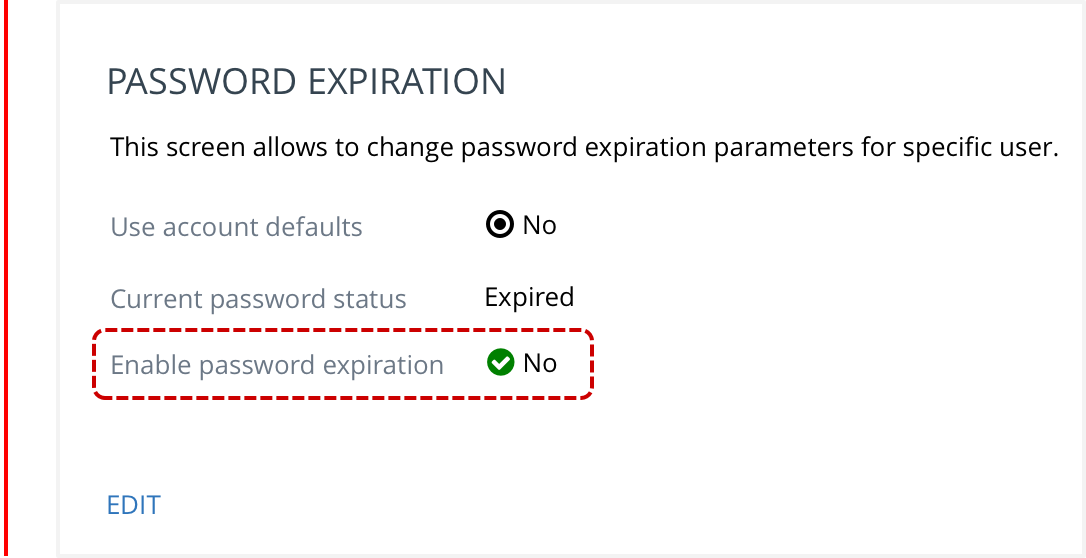 PASSWORD EXPIRATION
This screen allows to change password expiration parameters for specific user.
Use account defaults No
Current password status Expired
Enable password expiration No
EDIT